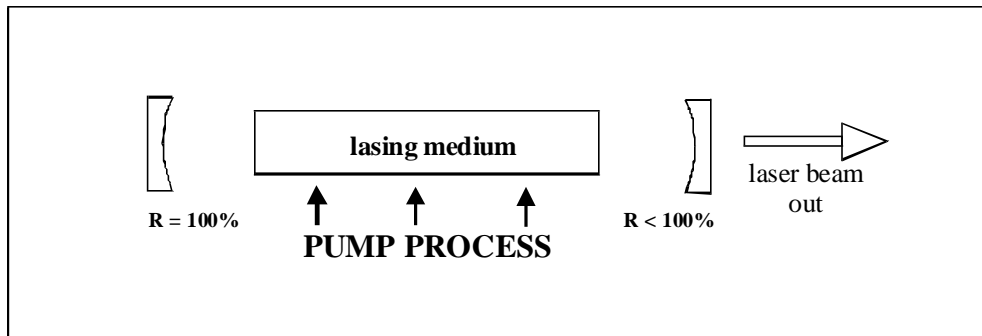 lasing medium
laser beam
out
R = 100%
R < 100%
PUMP PROCESS